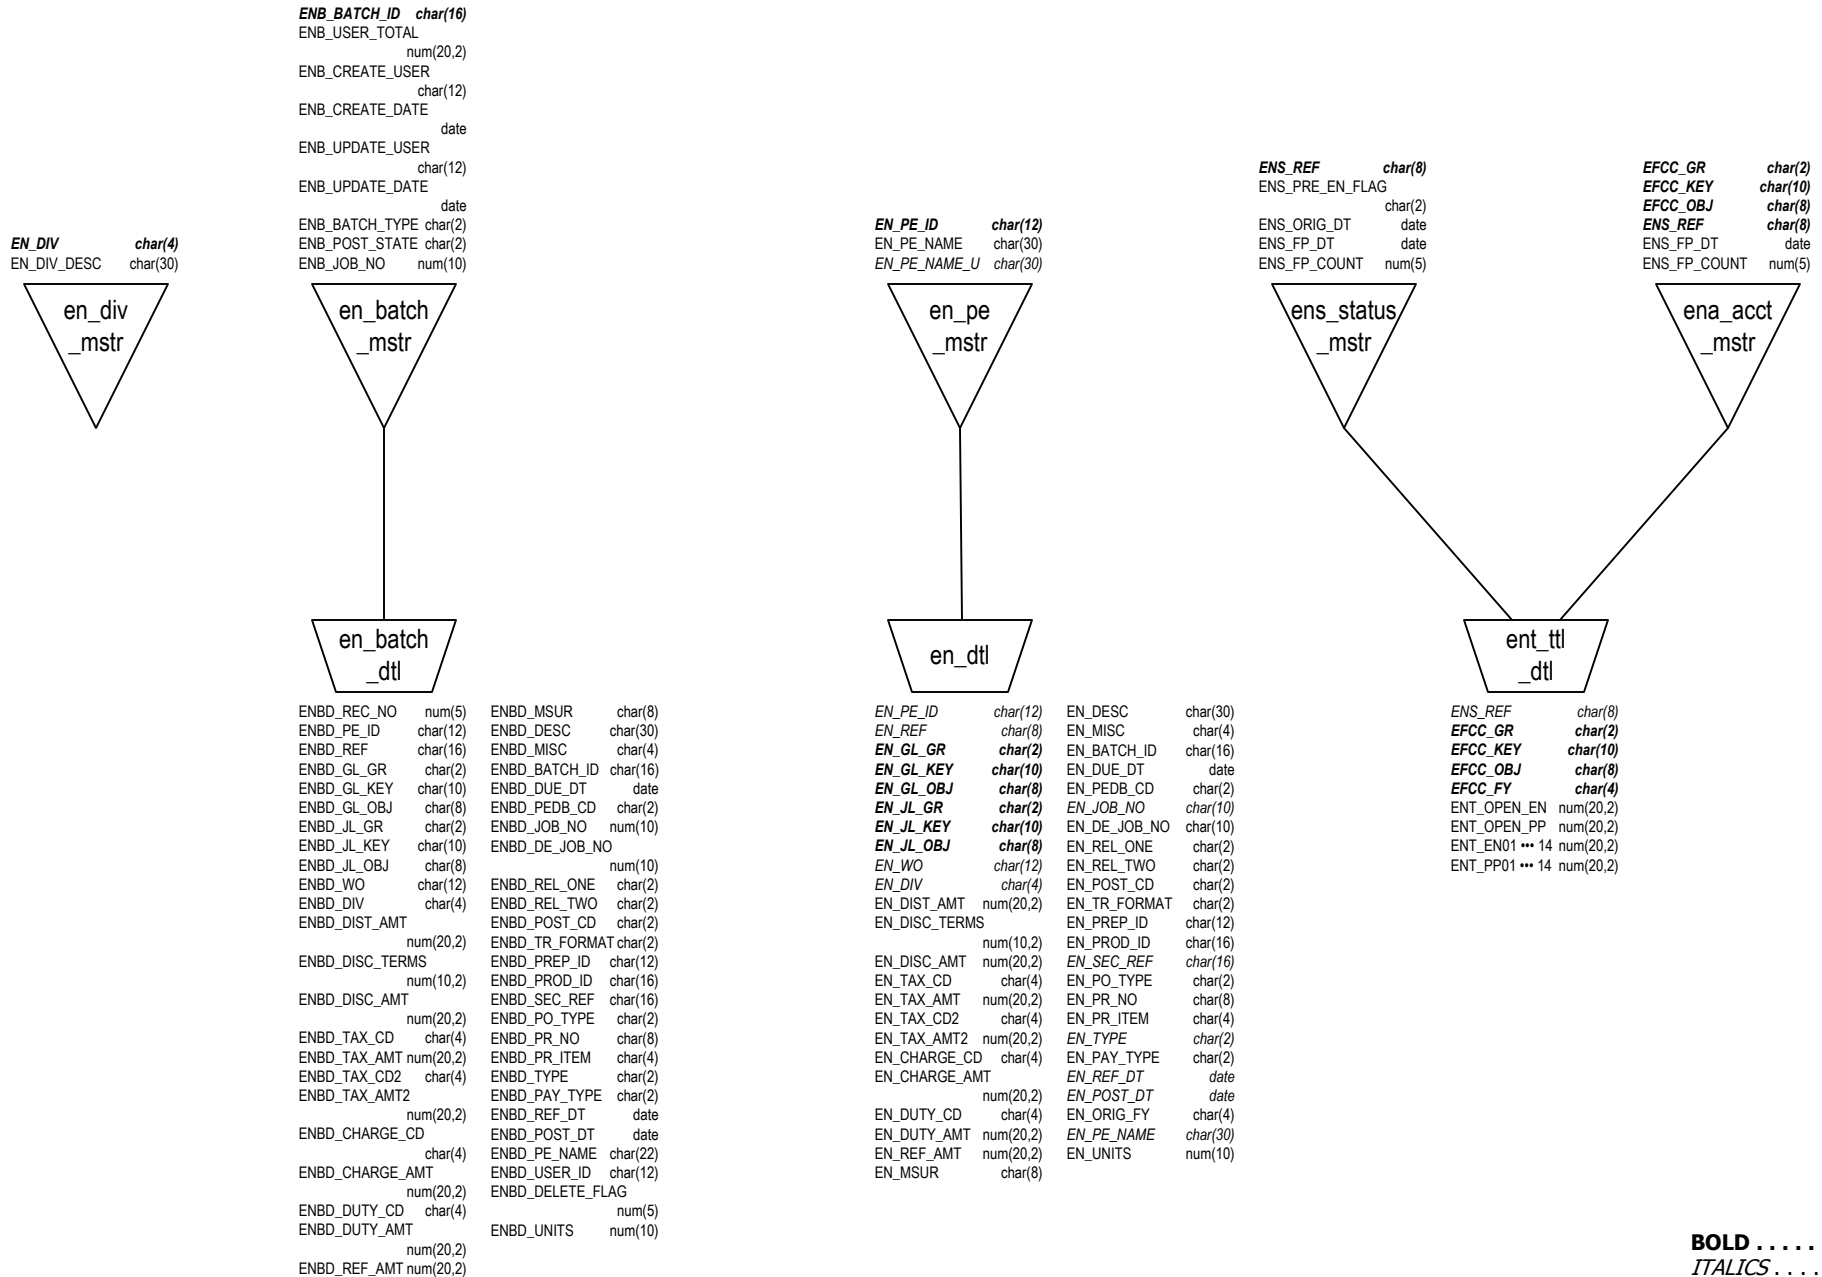 ENB_BATCH_ID char(16)
ENB_USER_TOTAL
num(20,2)
ENB_CREATE_USER
char(12)
ENB_CREATE_DATE
date
ENB_UPDATE_USER
char(12)
ENB_UPDATE_DATE
date
ENB_BATCH_TYPE char(2)
ENB_POST_STATE char(2)
ENB_JOB_NO num(10)
EN_DIV char(4)
EN_DIV_DESC char(30)
EN_PE_ID char(12)
EN_PE_NAME char(30)
EN_PE_NAME_U char(30)
ENS_REF char(8)
ENS_PRE_EN_FLAG
char(2)
ENS_ORIG_DT date
ENS_FP_DT date
ENS_FP_COUNT num(5)
EFCC_GR char(2)
EFCC_KEY char(10)
EFCC_OBJ char(8)
ENS_REF char(8)
ENS_FP_DT date
ENS_FP_COUNT num(5)
en_div
_mstr
en_batch
_mstr
en_pe
_mstr
ens_status
_mstr
ena_acct
_mstr
en_batch
_dtl
en_dtl
ent_ttl
_dtl
ENBD_REC_NO num(5)
ENBD_PE_ID char(12)
ENBD_REF char(16)
ENBD_GL_GR char(2)
ENBD_GL_KEY char(10)
ENBD_GL_OBJ char(8)
ENBD_JL_GR char(2)
ENBD_JL_KEY char(10)
ENBD_JL_OBJ char(8)
ENBD_WO char(12)
ENBD_DIV char(4)
ENBD_DIST_AMT
num(20,2)
ENBD_DISC_TERMS
num(10,2)
ENBD_DISC_AMT
num(20,2)
ENBD_TAX_CD char(4)
ENBD_TAX_AMT num(20,2)
ENBD_TAX_CD2 char(4)
ENBD_TAX_AMT2
num(20,2)
ENBD_CHARGE_CD
char(4)
ENBD_CHARGE_AMT
num(20,2)
ENBD_DUTY_CD char(4)
ENBD_DUTY_AMT
num(20,2)
ENBD_REF_AMT num(20,2)
ENBD_MSUR char(8)
ENBD_DESC char(30)
ENBD_MISC char(4)
ENBD_BATCH_ID char(16)
ENBD_DUE_DT date
ENBD_PEDB_CD char(2)
ENBD_JOB_NO num(10)
ENBD_DE_JOB_NO
num(10)
ENBD_REL_ONE char(2)
ENBD_REL_TWO char(2)
ENBD_POST_CD char(2)
ENBD_TR_FORMAT char(2)
ENBD_PREP_ID char(12)
ENBD_PROD_ID char(16)
ENBD_SEC_REF char(16)
ENBD_PO_TYPE char(2)
ENBD_PR_NO char(8)
ENBD_PR_ITEM char(4)
ENBD_TYPE char(2)
ENBD_PAY_TYPE char(2)
ENBD_REF_DT date
ENBD_POST_DT date
ENBD_PE_NAME char(22)
ENBD_USER_ID char(12)
ENBD_DELETE_FLAG
num(5)
ENBD_UNITS num(10)
EN_PE_ID char(12)
EN_REF char(8)
EN_GL_GR char(2)
EN_GL_KEY char(10)
EN_GL_OBJ char(8)
EN_JL_GR char(2)
EN_JL_KEY char(10)
EN_JL_OBJ char(8)
EN_WO char(12)
EN_DIV char(4)
EN_DIST_AMT num(20,2)
EN_DISC_TERMS
num(10,2)
EN_DISC_AMT num(20,2)
EN_TAX_CD char(4)
EN_TAX_AMT num(20,2)
EN_TAX_CD2 char(4)
EN_TAX_AMT2 num(20,2)
EN_CHARGE_CD char(4)
EN_CHARGE_AMT
num(20,2)
EN_DUTY_CD char(4)
EN_DUTY_AMT num(20,2)
EN_REF_AMT num(20,2)
EN_MSUR char(8)
EN_DESC char(30)
EN_MISC char(4)
EN_BATCH_ID char(16)
EN_DUE_DT date
EN_PEDB_CD char(2)
EN_JOB_NO char(10)
EN_DE_JOB_NO char(10)
EN_REL_ONE char(2)
EN_REL_TWO char(2)
EN_POST_CD char(2)
EN_TR_FORMAT char(2)
EN_PREP_ID char(12)
EN_PROD_ID char(16)
EN_SEC_REF char(16)
EN_PO_TYPE char(2)
EN_PR_NO char(8)
EN_PR_ITEM char(4)
EN_TYPE char(2)
EN_PAY_TYPE char(2)
EN_REF_DT date
EN_POST_DT date
EN_ORIG_FY char(4)
EN_PE_NAME char(30)
EN_UNITS num(10)
ENS_REF char(8)
EFCC_GR char(2)
EFCC_KEY char(10)
EFCC_OBJ char(8)
EFCC_FY char(4)
ENT_OPEN_EN num(20,2)
ENT_OPEN_PP num(20,2)
ENT_EN01 ••• 14 num(20,2)
ENT_PP01 ••• 14 num(20,2)
BOLD . . . . .
ITALICS . . . .